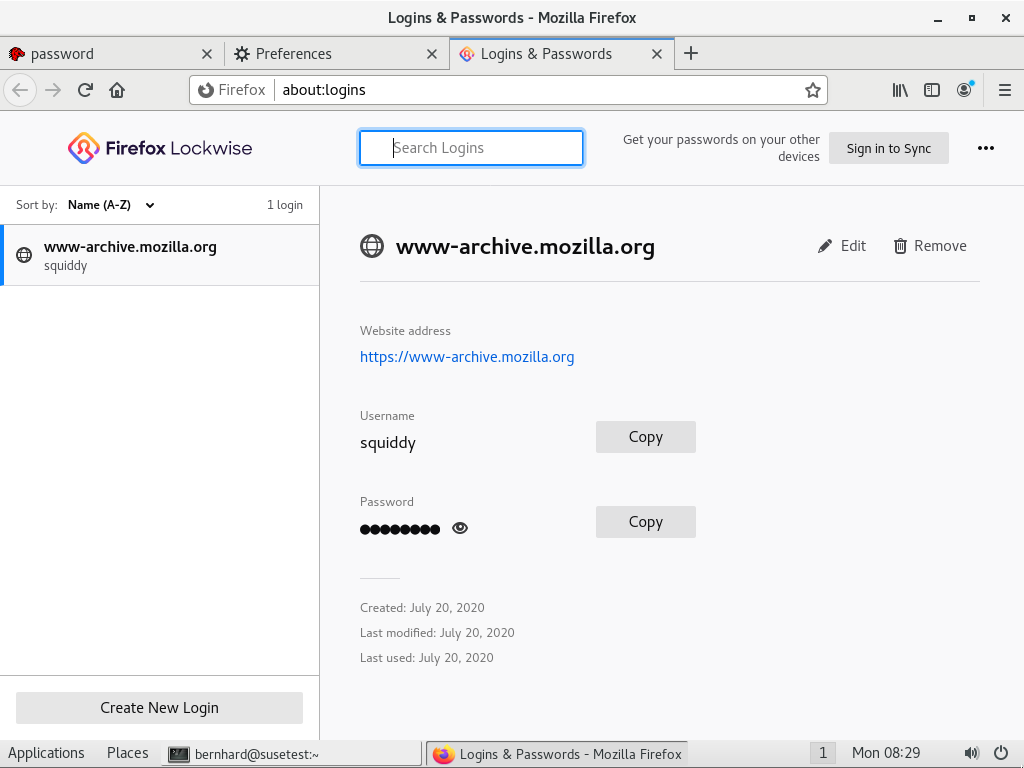 Logins & Passwords - Mozilla Firefox
password
Preferences
Logins & Passwords
Firefox
about:logins
Firefox Lockwise
Search Logins
Get your passwords on your other
devices
Sign in to Sync
Sort by: Name (A-Z)
1 login
www-archive.mozilla.org
squiddy
www-archive.mozilla.org
Edit
Remove
Website address
https://www-archive.mozilla.org
Username
squiddy
Copy
Password
●●●●●●●●
Copy
Created: July 20, 2020
Last modified: July 20, 2020
Last used: July 20, 2020
Create New Login
Applications
Places
bernhard@susetest:~
Logins & Passwords - Mozilla Firefox
1
Mon 08:29